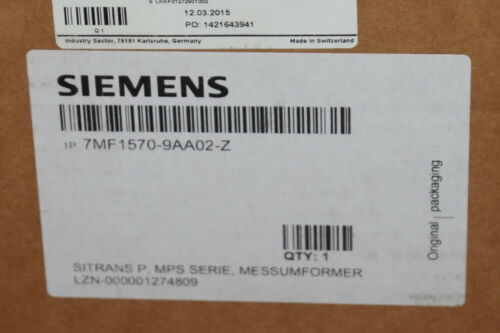 12.03.2015
Q 1
PO: 1421643941
Industry Sector, 76181 Karlsruhe, Germany
Made in Switzerland
SIEMENS
1P 7MF1570-9AA02-Z
QTY: 1
Original packaging
SITRANS P, MPS SERIE, MESSUMFORMER
LZN-000001274809